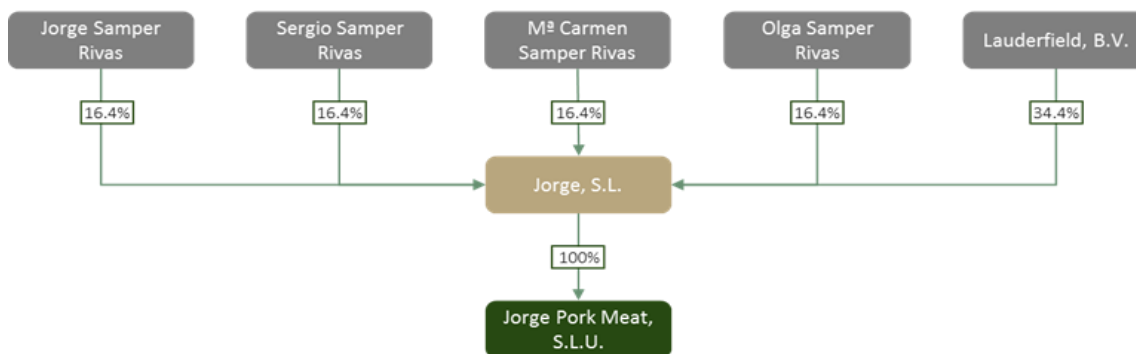 Jorge Samper
Rivas
Sergio Samper
Rivas
Mª Carmen
Samper Rivas
Olga Samper
Rivas
Lauderfield, B.V.
16.4%
16.4%
16.4%
16.4%
34.4%
Jorge, S.L.
100%
Jorge Pork Meat,
S.L.U.